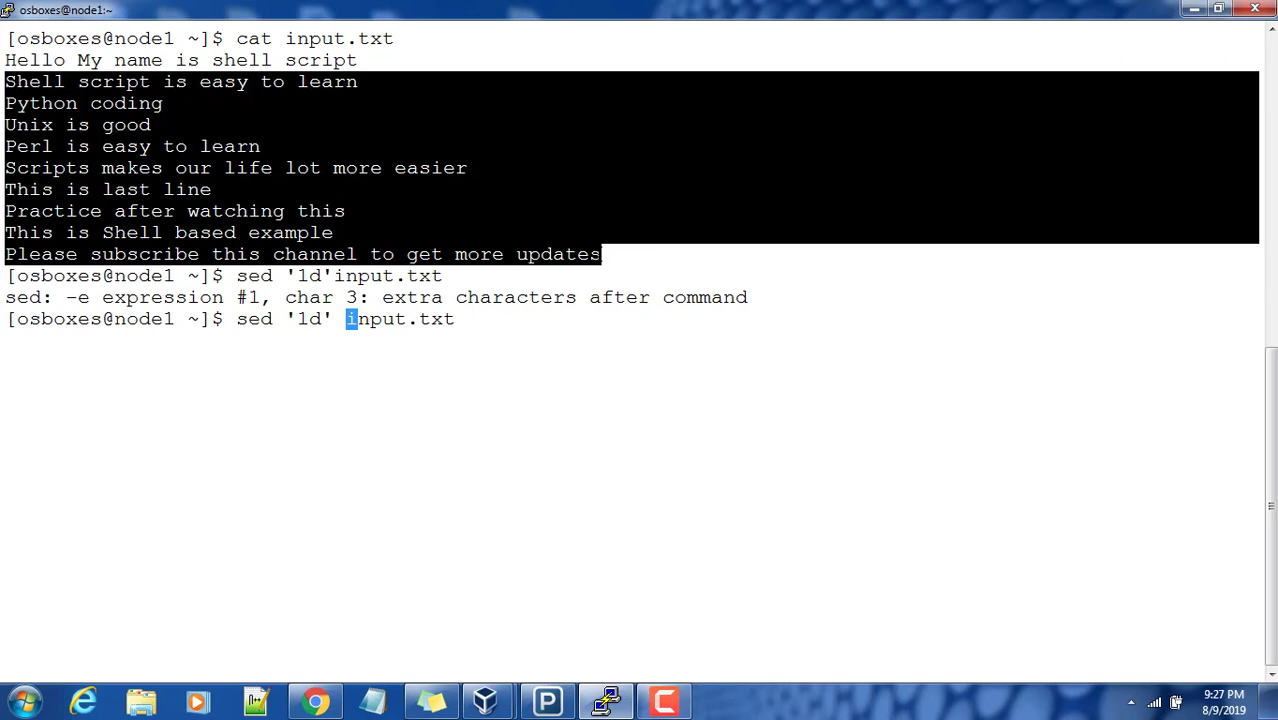 osboxes@node1:~
[osboxes@node1 ~]$ cat input.txt
Hello My name is shell script
Shell script is easy to learn
Python coding
Unix is good
Perl is easy to learn
Scripts makes our life lot more easier
This is last line
Practice after watching this
This is Shell based example
Please subscribe this channel to get more updates
[osboxes@node1 ~]$ sed '1d'input.txt
sed: -e expression #1, char 3: extra characters after command
[osboxes@node1 ~]$ sed '1d' input.txt
9:27 PM
8/9/2019